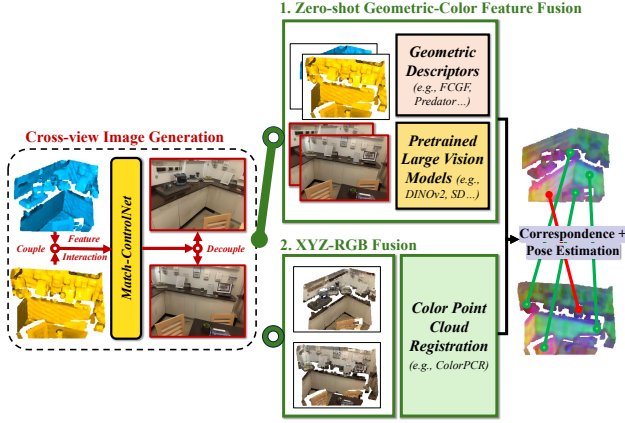 1. Zero-shot Geometric-Color Feature Fusion
Geometric
Descriptors
(e.g., FCGF,
Predator…)
Pretrained
Large Vision
Models (e.g.,
DINOv2, SD…)
Cross-view Image Generation
Couple
Feature
Interaction
Match-ControlNet
Decouple
2. XYZ-RGB Fusion
Color Point
Cloud
Registration
(e.g., ColorPCR)
Correspondence +
Pose Estimation